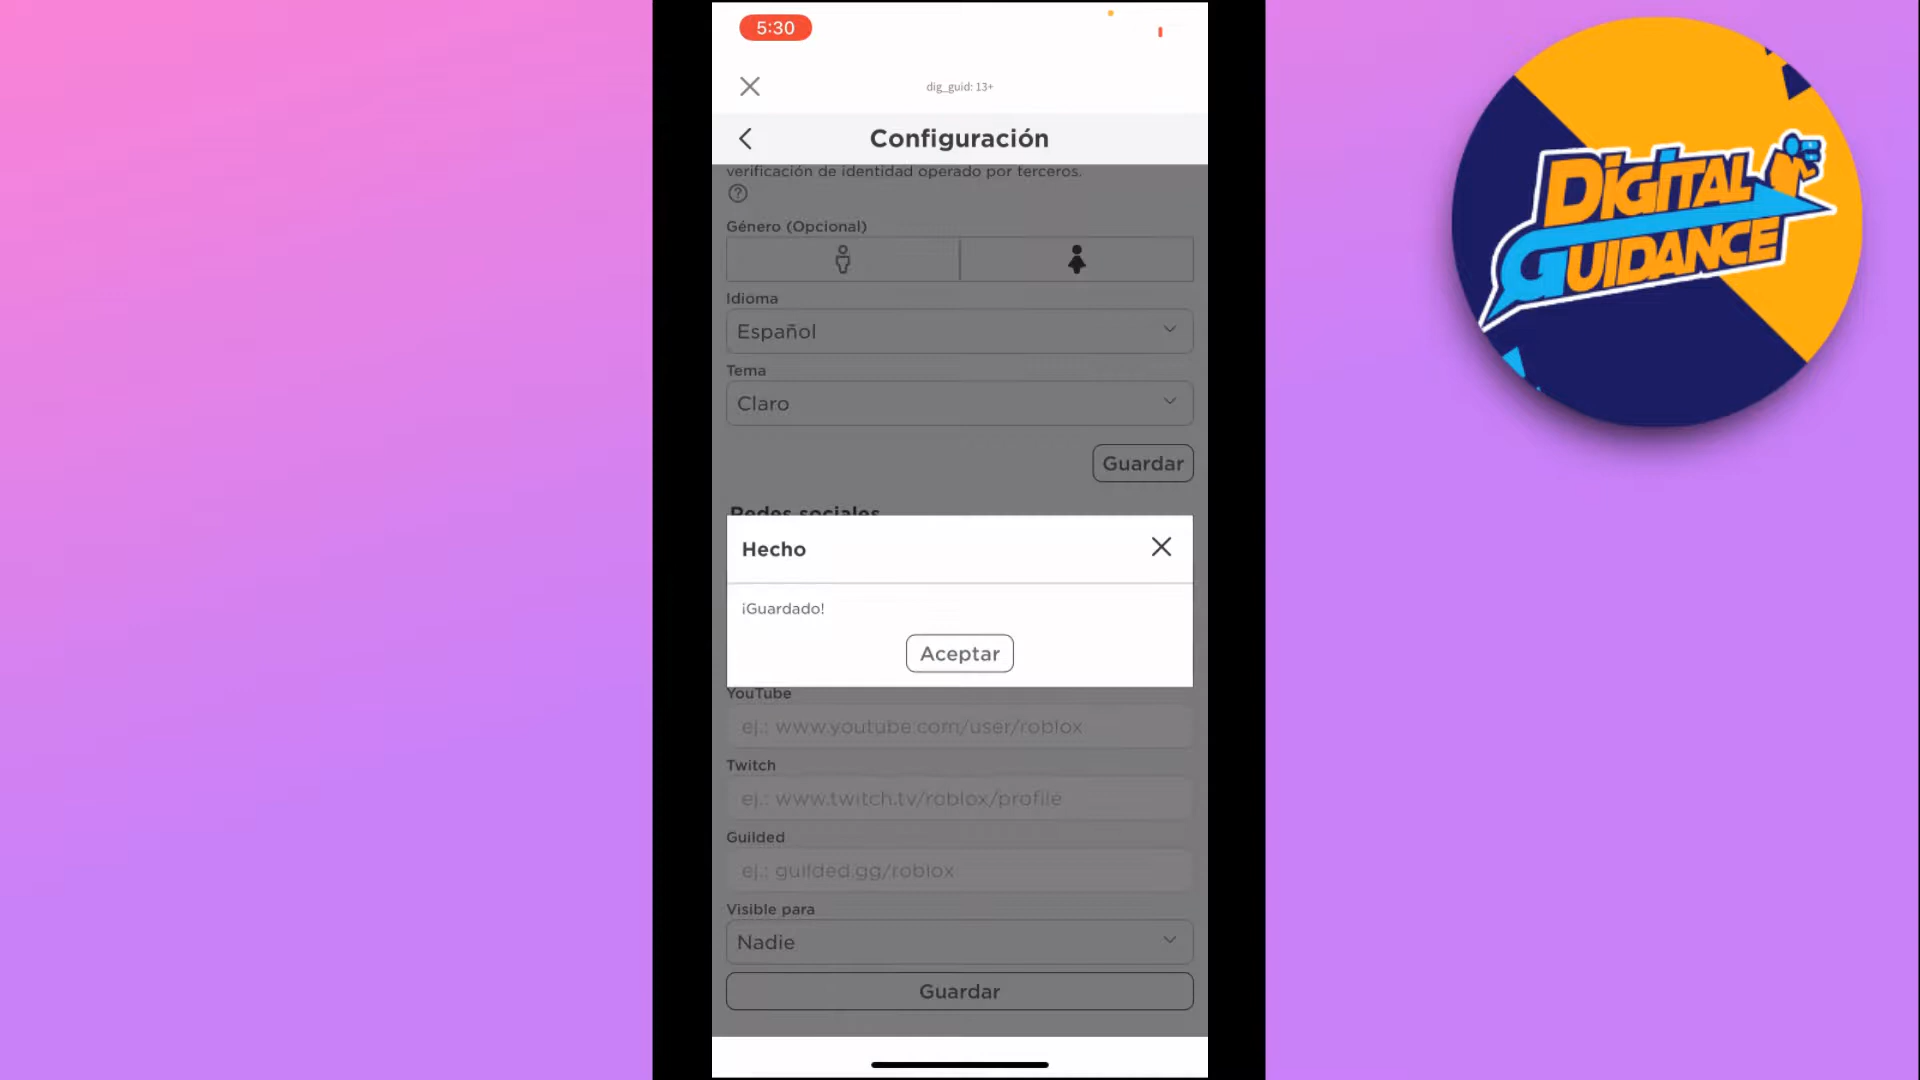 5:30
dig_guid: 13+
Configuración
verificación de identidad operado por terceros.
Género (Opcional)
Idioma
Español
Tema
Claro
Guardar
Redes sociales
Hecho
¡Guardado!
Aceptar
YouTube
ej.: www.youtube.com/user/roblox
Twitch
ej.: www.twitch.tv/roblox/profile
Guilded
ej.: guilded.gg/roblox
Visible para
Nadie
Guardar
DIGITAL
GUIDANCE